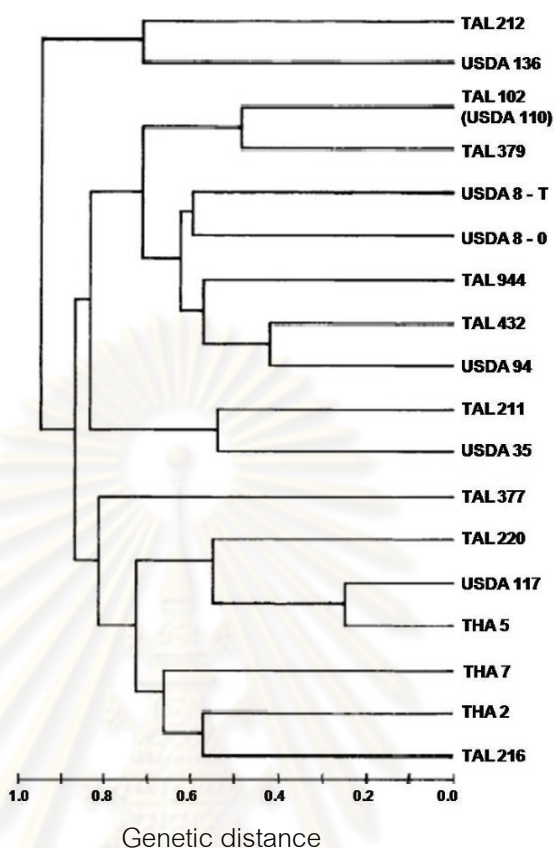 TAL 212
USDA 136
TAL 102
(USDA 110)
TAL 379
USDA 8 - T
USDA 8 - 0
TAL 944
TAL 432
USDA 94
TAL 211
USDA 35
TAL 377
TAL 220
USDA 117
THA 5
THA 7
THA 2
TAL 216
1.0 0.8 0.6 0.4 0.2 0.0
Genetic distance